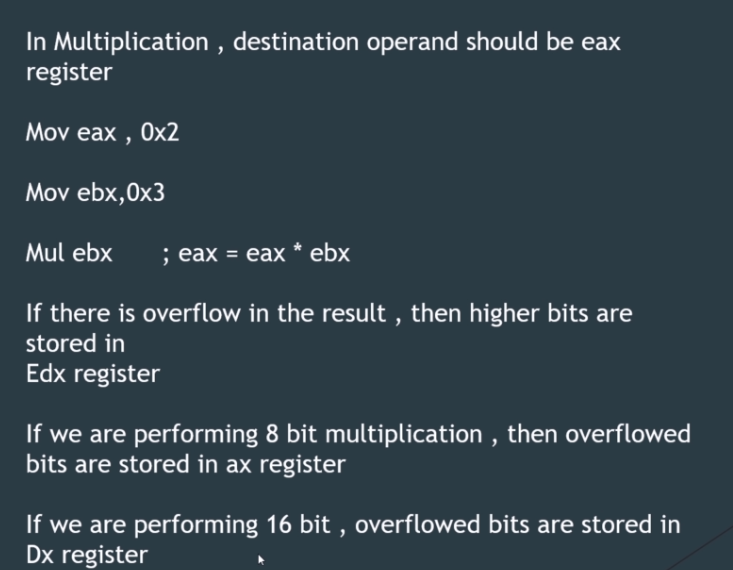 In Multiplication , destination operand should be eax
register
Mov eax , 0x2
Mov ebx,0x3
Mul ebx ; eax = eax * ebx
If there is overflow in the result , then higher bits are
stored in
Edx register
If we are performing 8 bit multiplication , then overflowed
bits are stored in ax register
If we are performing 16 bit , overflowed bits are stored in
Dx register